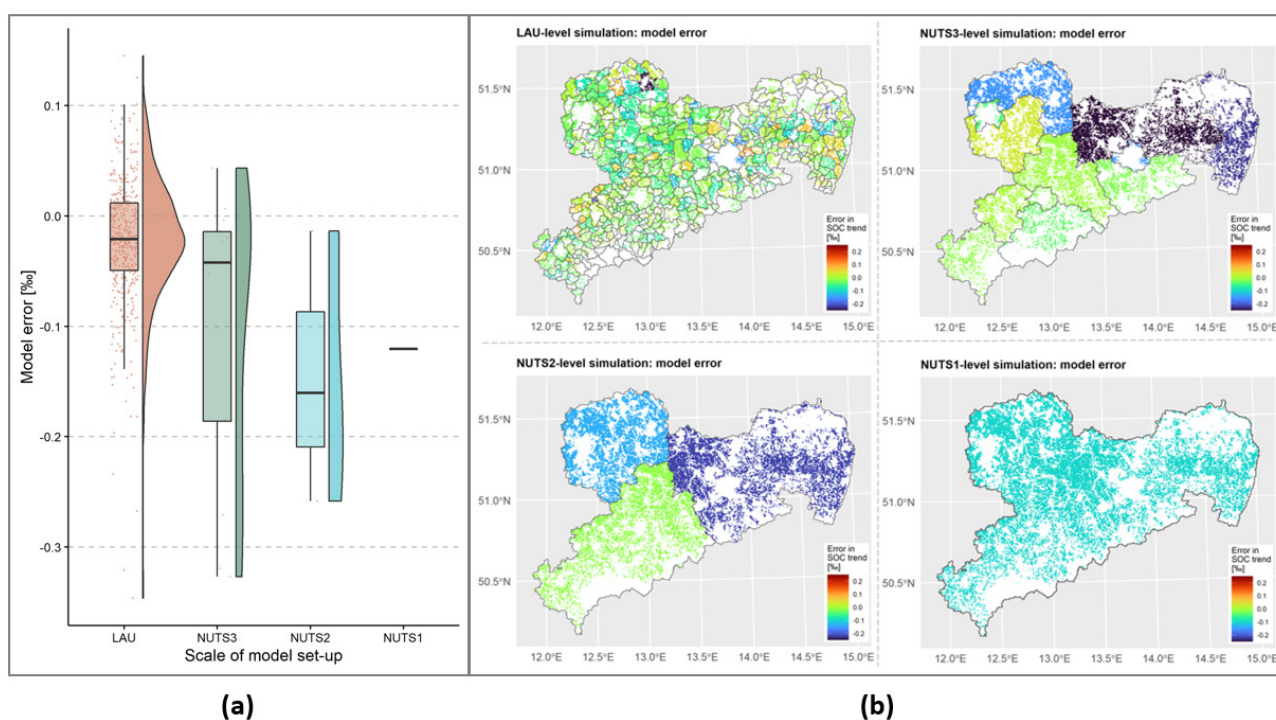 Model error [‰]
0.1
0.0
-0.1
-0.2
-0.3
LAU
NUTS3
NUTS2
NUTS1
Scale of model set-up
(a)
LAU-level simulation: model error
51.5°N
51.0°N
50.5°N
Error in
SOC trend
[‰]
0.2
0.1
0.0
-0.1
-0.2
12.0°E 12.5°E 13.0°E 13.5°E 14.0°E 14.5°E 15.0°E
NUTS3-level simulation: model error
51.5°N
51.0°N
50.5°N
Error in
SOC trend
[‰]
0.2
0.1
0.0
-0.1
-0.2
12.0°E 12.5°E 13.0°E 13.5°E 14.0°E 14.5°E 15.0°E
NUTS2-level simulation: model error
51.5°N
51.0°N
50.5°N
Error in
SOC trend
[‰]
0.2
0.1
0.0
-0.1
-0.2
12.0°E 12.5°E 13.0°E 13.5°E 14.0°E 14.5°E 15.0°E
NUTS1-level simulation: model error
51.5°N
51.0°N
50.5°N
Error in
SOC trend
[‰]
0.2
0.1
0.0
-0.1
-0.2
12.0°E 12.5°E 13.0°E 13.5°E 14.0°E 14.5°E 15.0°E
(b)